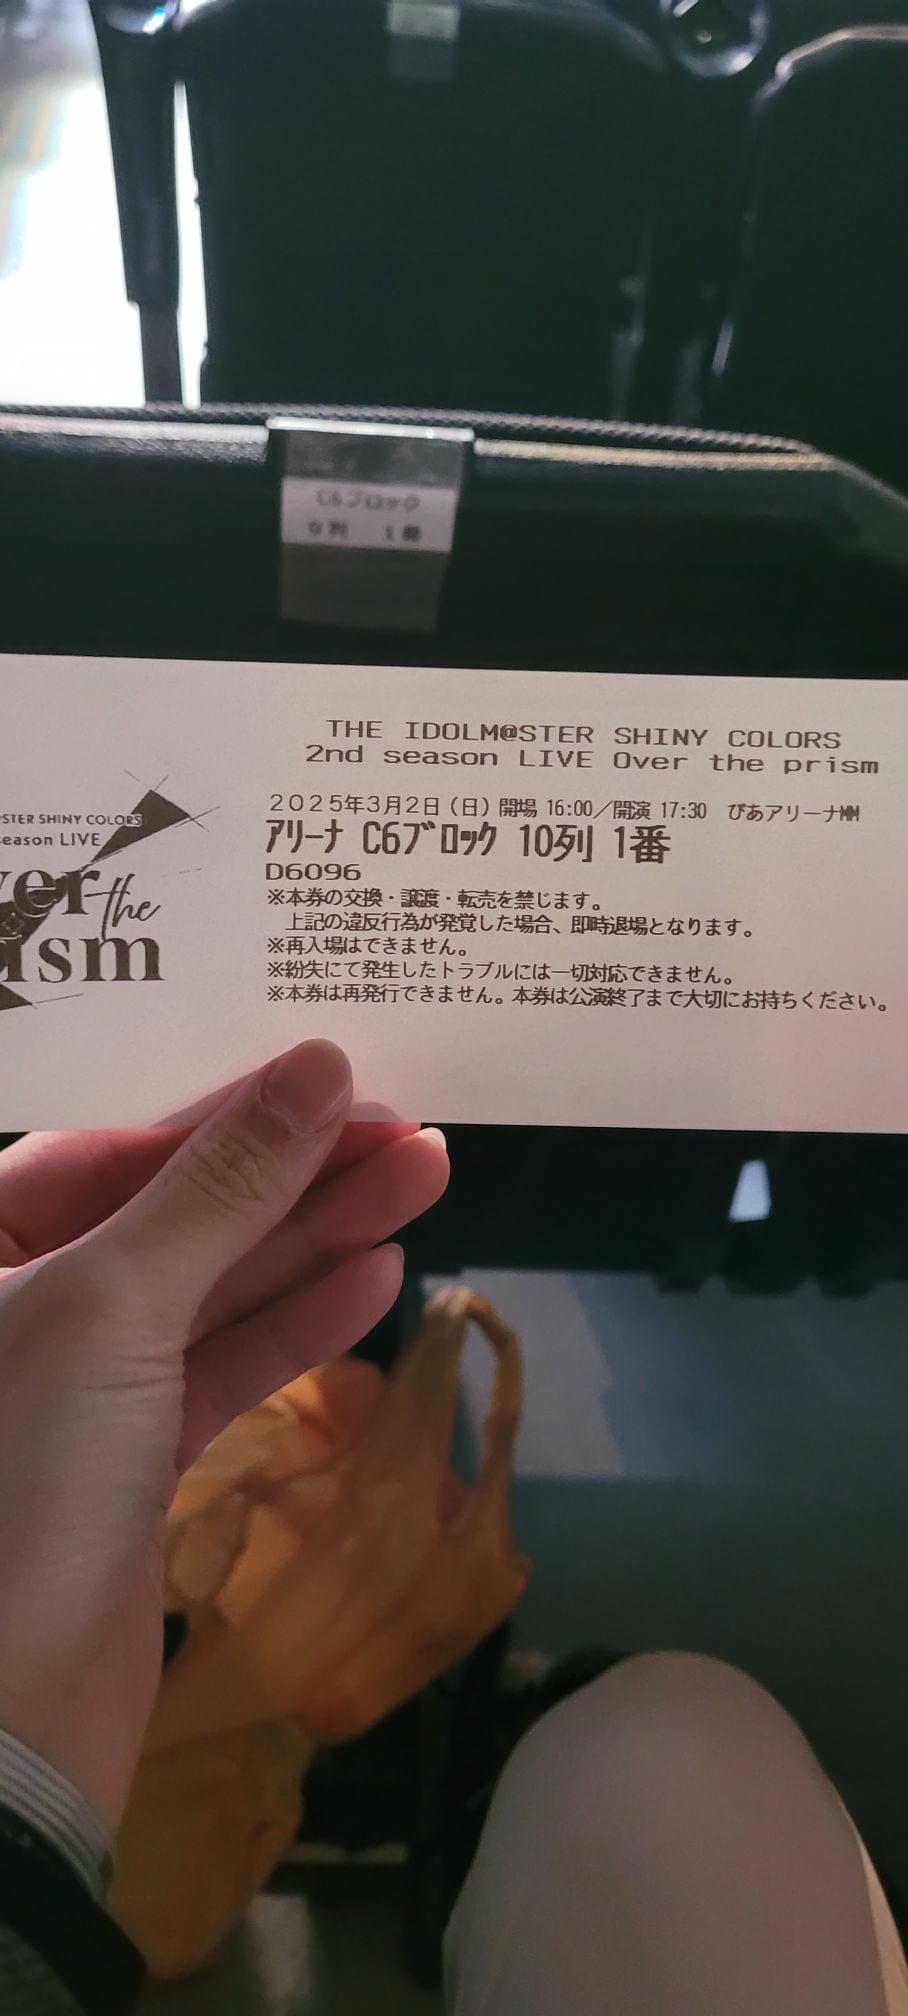 C6ブロック
9列 1番
THE IDOLM@STER SHINY COLORS
2nd season LIVE Over the prism
2025年3月2日(日)開場 16:00/開演 17:30 ぴあアリーナMM
アリーナ C6ブロック 10列 1番
D6096
※本券の交換・譲渡・転売を禁じます。
上記の違反行為が発覚した場合、即時退場となります。
※再入場はできません。
※紛失にて発生したトラブルには一切対応できません。
※本券は再発行できません。本券は公演終了まで大切にお持ちください。
STER SHINY COLORS
eason LIVE
ver
the
ism